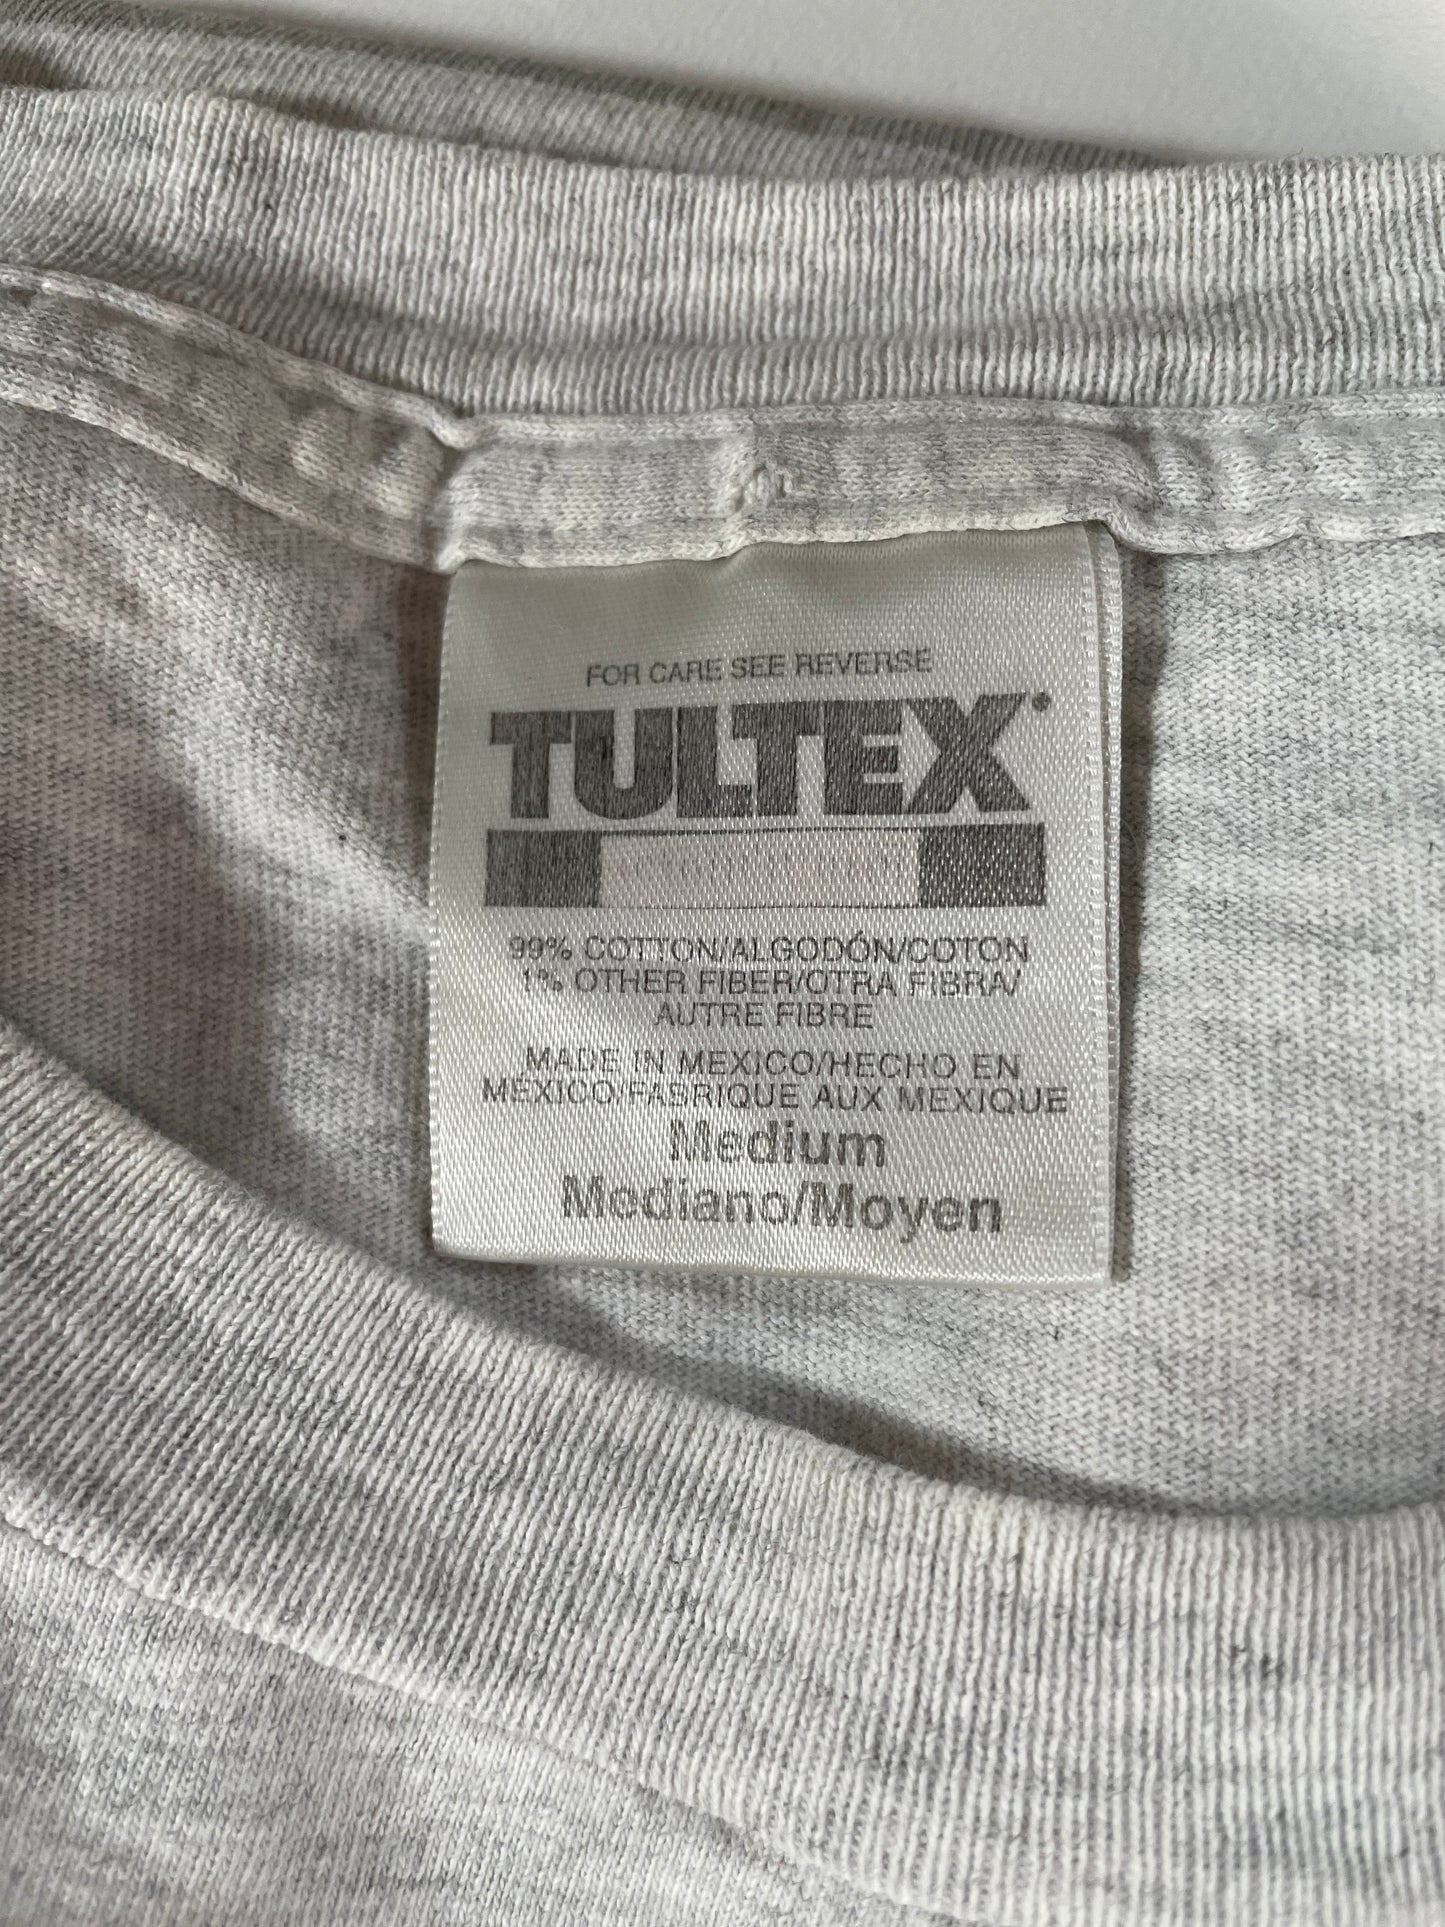 FOR CARE SEE REVERSE
TULTEX®
99% COTTON/ALGODÓN/COTON
1% OTHER FIBER/OTRA FIBRA/
AUTRE FIBRE
MADE IN MEXICO/HECHO EN
MEXICO/FABRIQUE AUX MEXIQUE
Medium
Mediano/Moyen